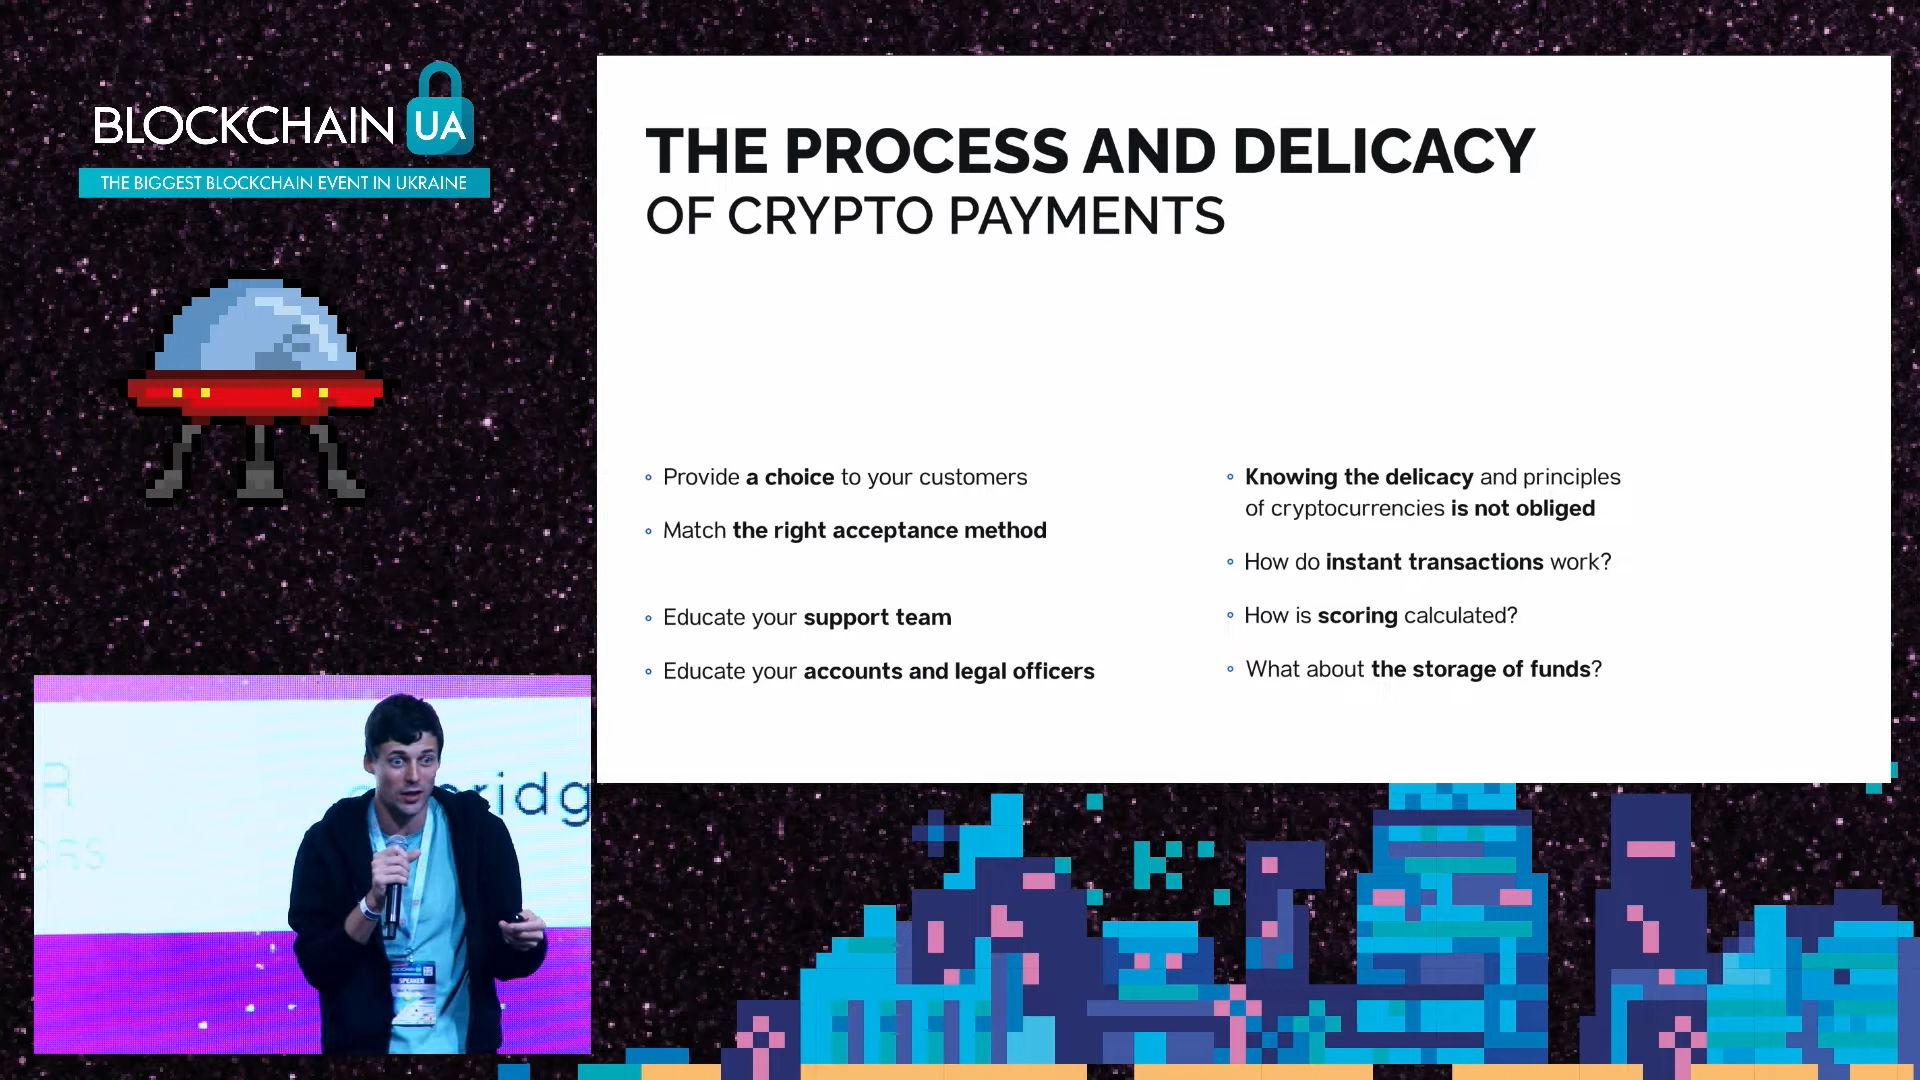 BLOCKCHAIN UA
THE BIGGEST BLOCKCHAIN EVENT IN UKRAINE
THE PROCESS AND DELICACY
OF CRYPTO PAYMENTS
◦ Provide a choice to your customers
◦ Match the right acceptance method
◦ Educate your support team
◦ Educate your accounts and legal officers
◦ Knowing the delicacy and principles
of cryptocurrencies is not obliged
◦ How do instant transactions work?
◦ How is scoring calculated?
◦ What about the storage of funds?
SPEAKER